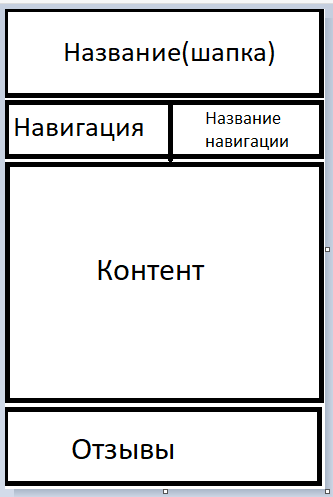 Название(шапка)
Навигация
Название
навигации
Контент
Отзывы